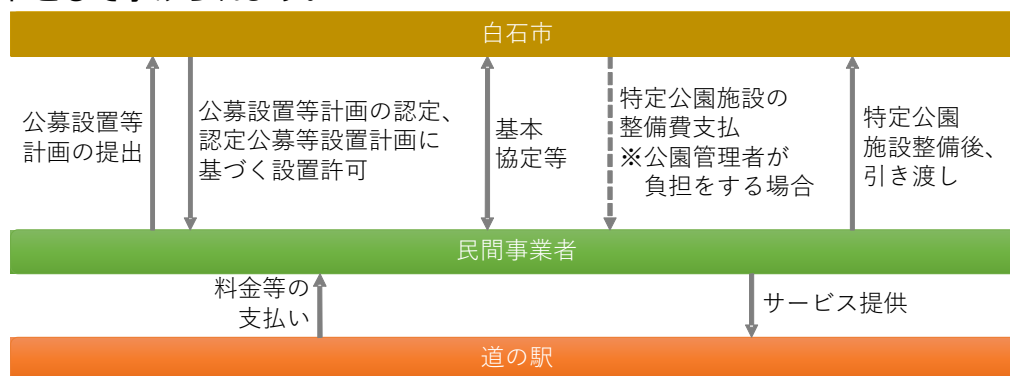 白石市
公募設置等
計画の提出
公募設置等計画の認定、
認定公募等設置計画に
基づく設置許可
基本
協定等
特定公園施設の
整備費支払
※公園管理者が
負担をする場合
特定公園
施設整備後、
引き渡し
民間事業者
料金等の
支払い
サービス提供
道の駅